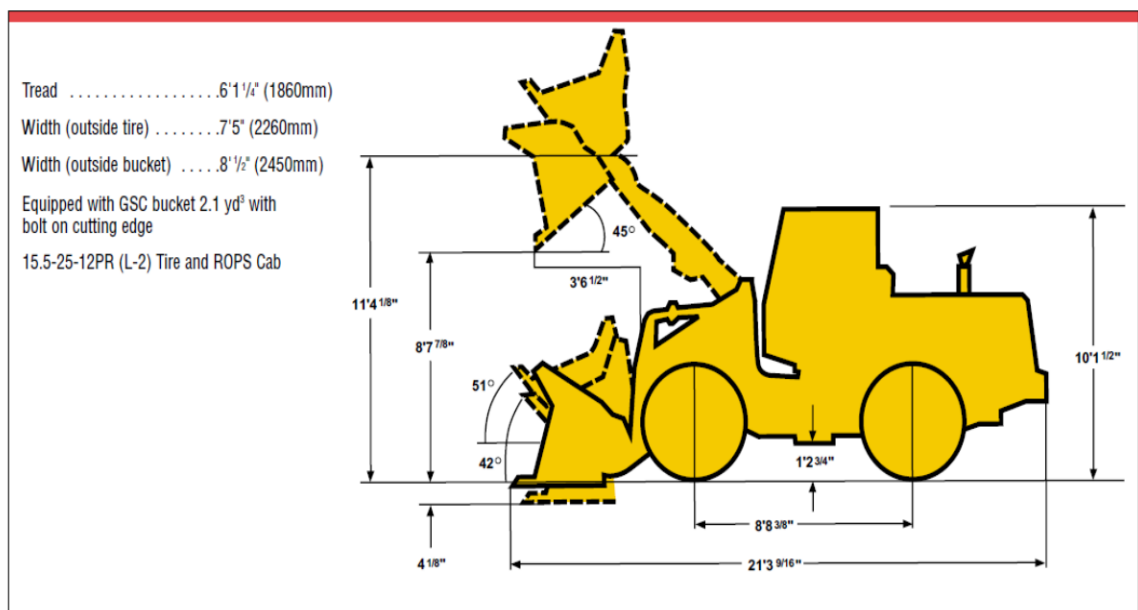 Tread . . . . . . . . . . . . . . . . . .6'1 1/4" (1860mm)
Width (outside tire) . . . . . . . .7'5" (2260mm)
Width (outside bucket) . . . . .8' 1/2" (2450mm)
Equipped with GSC bucket 2.1 yd³ with
bolt on cutting edge
15.5-25-12PR (L-2) Tire and ROPS Cab
45°
3'6 1/2"
11'4 1/8"
8'7 7/8"
10'1 1/2"
51°
42°
1'2 3/4"
8'8 3/8"
4 1/8"
21'3 9/16"